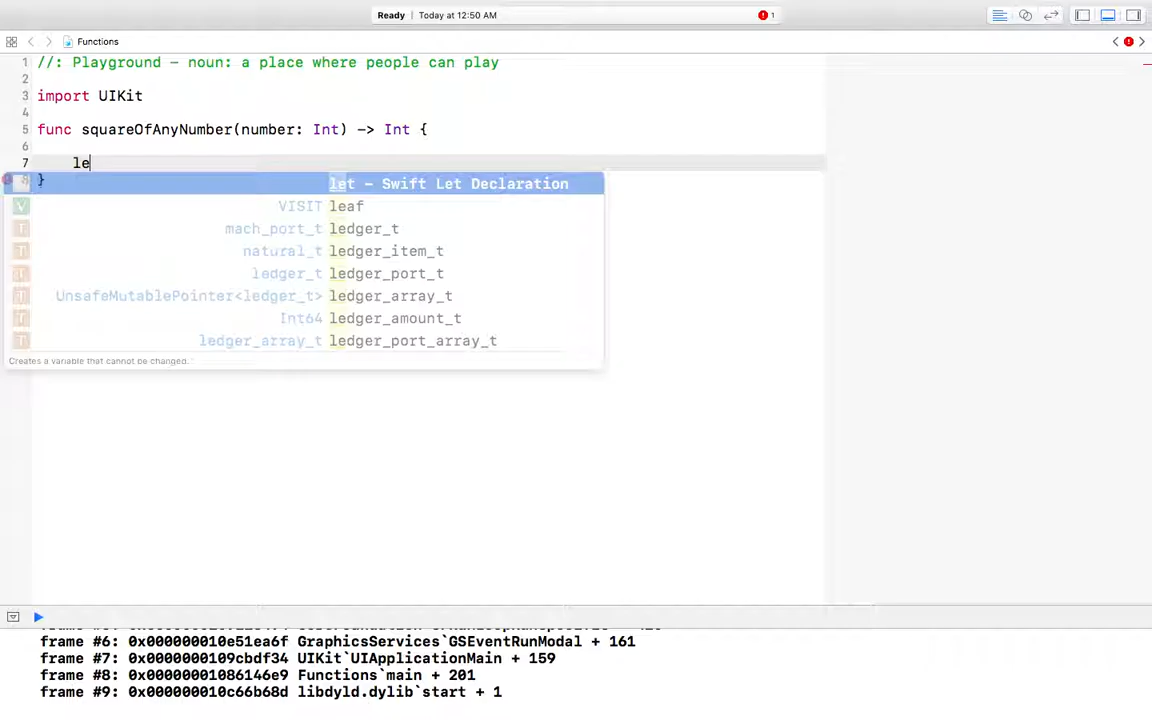 Ready | Today at 12:50 AM
1
Functions
1 //: Playground – noun: a place where people can play
2
3 import UIKit
4
5 func squareOfAnyNumber(number: Int) -> Int {
6
7 le
}
let – Swift Let Declaration
V VISIT leaf
T mach_port_t ledger_t
T natural_t ledger_item_t
T ledger_t ledger_port_t
T UnsafeMutablePointer<ledger_t> ledger_array_t
T Int64 ledger_amount_t
T ledger_array_t ledger_port_array_t
Creates a variable that cannot be changed.
frame #6: 0x000000010e51ea6f GraphicsServices`GSEventRunModal + 161
frame #7: 0x0000000109cbdf34 UIKit`UIApplicationMain + 159
frame #8: 0x00000001086146e9 Functions`main + 201
frame #9: 0x000000010c66b68d libdyld.dylib`start + 1